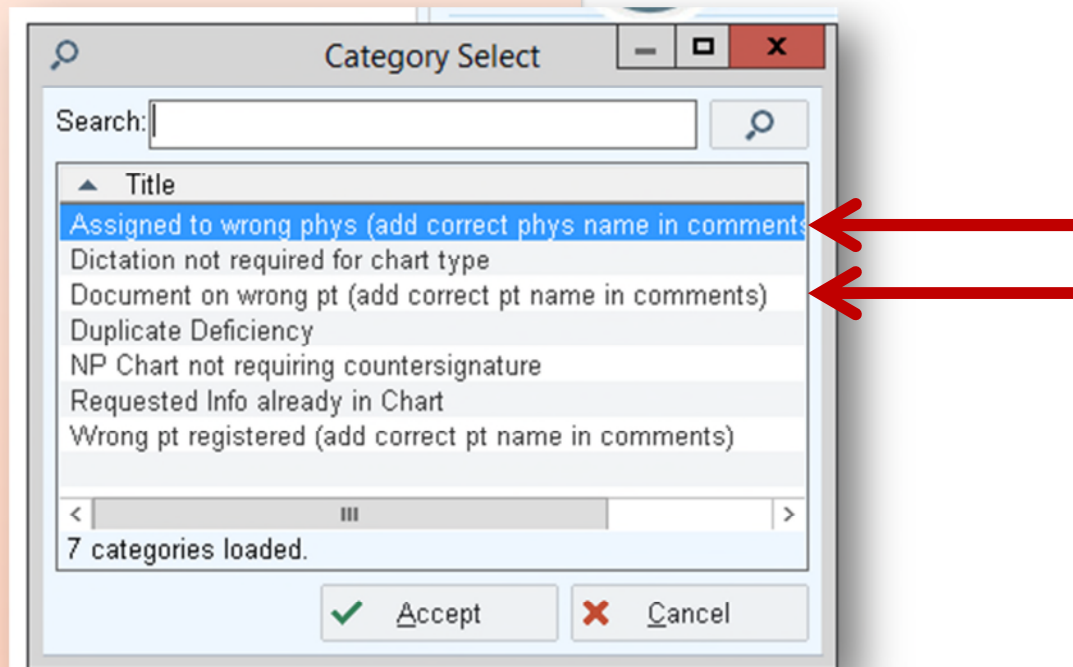 Category Select
Search:
Title
Assigned to wrong phys (add correct phys name in comments
Dictation not required for chart type
Document on wrong pt (add correct pt name in comments)
Duplicate Deficiency
NP Chart not requiring countersignature
Requested Info already in Chart
Wrong pt registered (add correct pt name in comments)
7 categories loaded.
Accept
Cancel